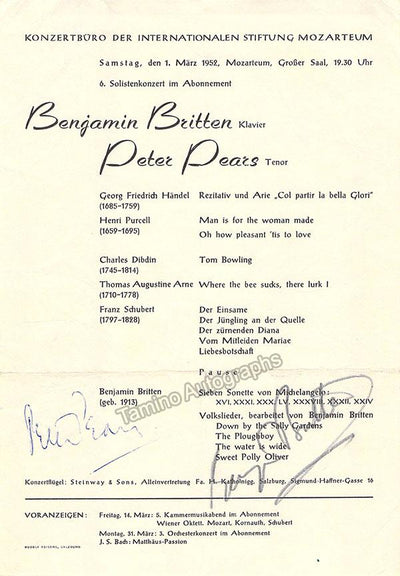 KONZERTBÜRO DER INTERNATIONALEN STIFTUNG MOZARTEUM
Samstag, den 1. März 1952, Mozarteum, Großer Saal, 19.30 Uhr
6. Solistenkonzert im Abonnement
Benjamin Britten Klavier
Peter Pears Tenor
Georg Friedrich Händel Rezitativ und Arie „Col partir la bella Glori"
(1685–1759)
Henri Purcell Man is for the woman made
(1659–1695) Oh how pleasant 'tis to love
Charles Dibdin Tom Bowling
(1745–1814)
Thomas Augustine Arne Where the bee sucks, there lurk I
(1710–1778)
Franz Schubert Der Einsame
(1797–1828) Der Jüngling an der Quelle
Der zürnenden Diana
Vom Mitleiden Mariae
Liebesbotschaft
Pause
Benjamin Britten Sieben Sonette von Michelangelo:
(geb. 1913) XVI. XXXI. XXX. LV. XXXVIII. XXXII. XXIV
Volkslieder, bearbeitet von Benjamin Britten
Down by the Sally Gardens
The Ploughboy
The water is wide
Sweet Polly Oliver
Peter Pears
Benjamin Britten
Tamino Autographs
Konzertflügel: Steinway & Sons, Alleinvertretung Fa. H. Katholnigg, Salzburg, Sigmund-Haffner-Gasse 16
VORANZEIGEN: Freitag, 14. März: 5. Kammermusikabend im Abonnement
Wiener Oktett. Mozart, Kornauth, Schubert
Montag, 31. März: 3. Orchesterkonzert im Abonnement
J. S. Bach: Matthäus-Passion